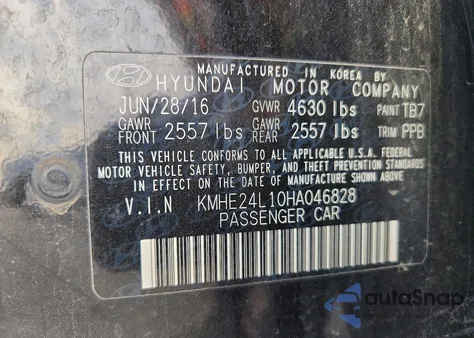 MANUFACTURED IN KOREA BY
HYUNDAI MOTOR COMPANY
JUN/28/16 GVWR 4630 lbs PAINT TB7
GAWR FRONT 2557 lbs GAWR REAR 2557 lbs TRIM PPB
THIS VEHICLE CONFORMS TO ALL APPLICABLE U.S.A. FEDERAL
MOTOR VEHICLE SAFETY, BUMPER, AND THEFT PREVENTION STANDARDS
IN EFFECT ON THE DATE OF MANUFACTURE SHOWN ABOVE.
V.I.N KMHE24L10HA046828
PASSENGER CAR
autoSnap